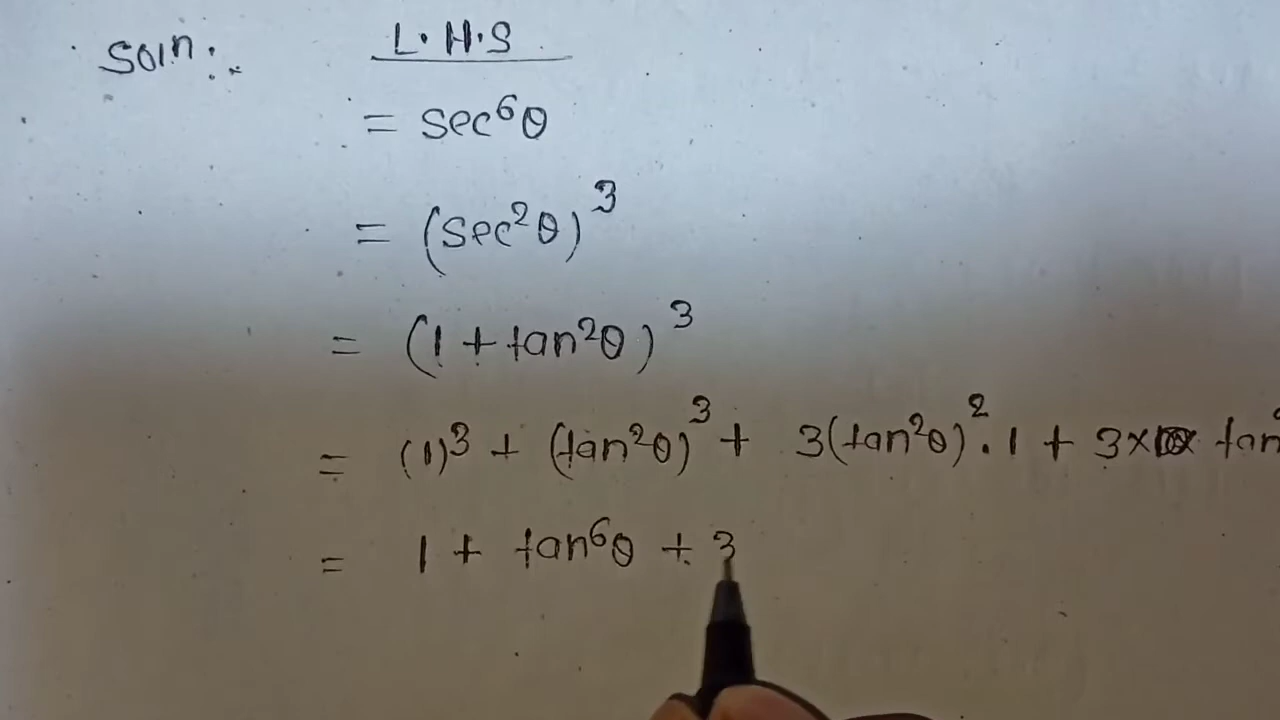 Soln:. L.H.S
= sec⁶θ
= (sec²θ)³
= (1 + tan²θ)³
= (1)³ + (tan²θ)³ + 3(tan²θ)².1 + 3× tan
= 1 + tan⁶θ + 3